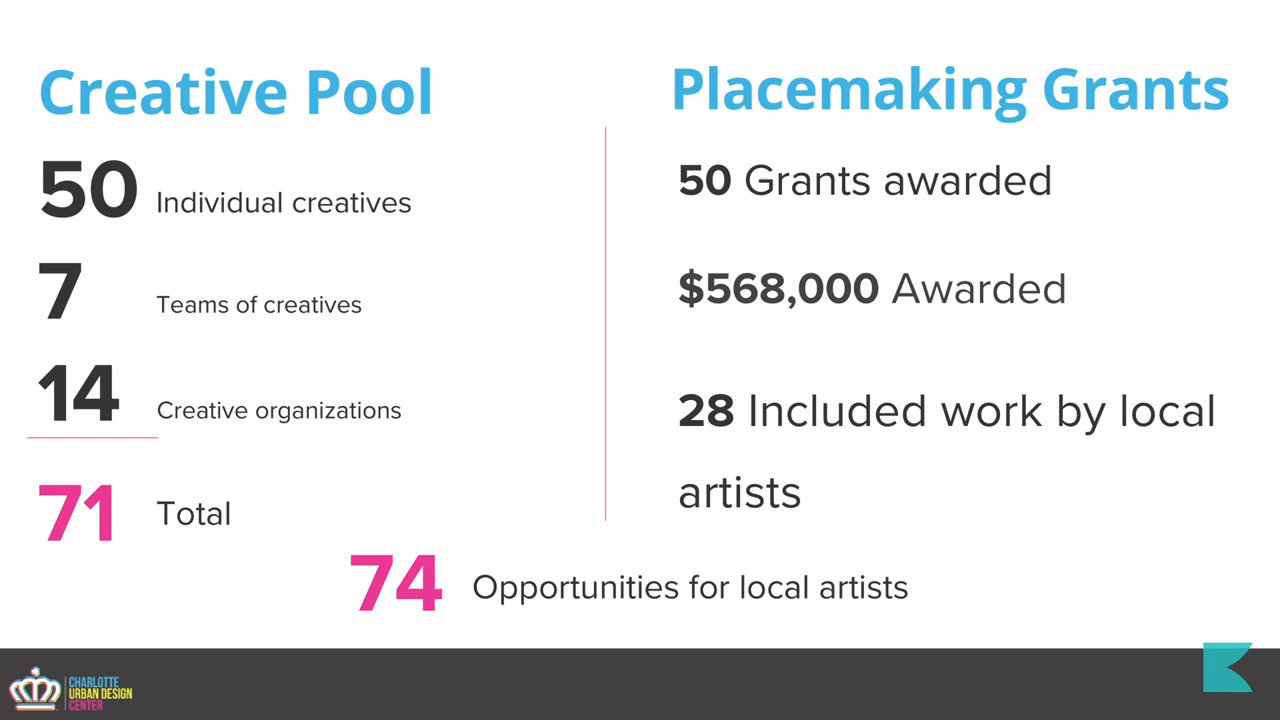 Creative Pool
50 Individual creatives
7 Teams of creatives
14 Creative organizations
71 Total
Placemaking Grants
50 Grants awarded
$568,000 Awarded
28 Included work by local
artists
74 Opportunities for local artists
CHARLOTTE
URBAN DESIGN
CENTER